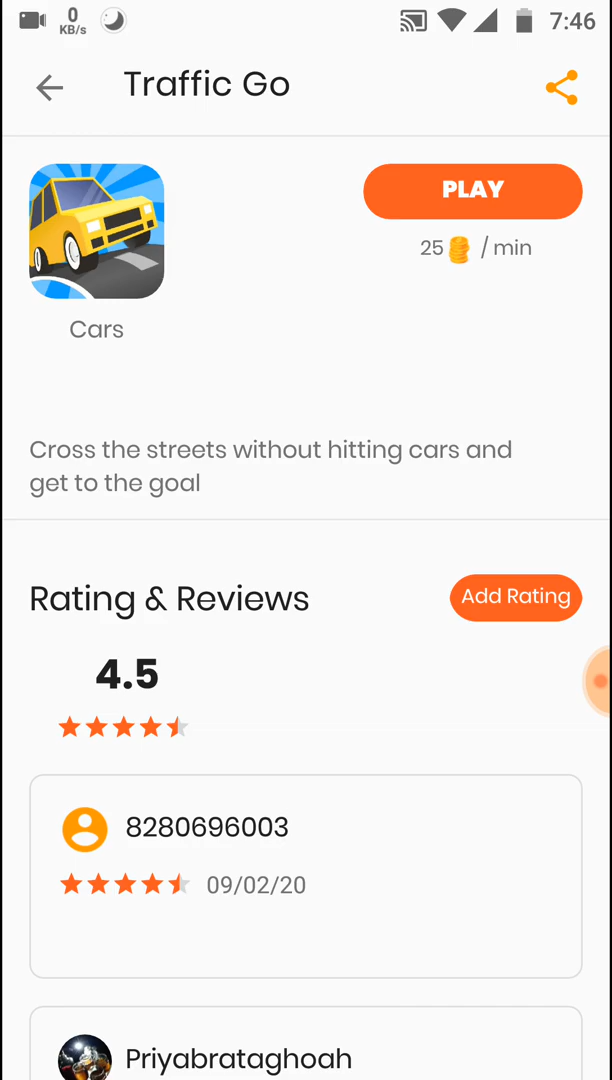 0
KB/s
7:46
Traffic Go
PLAY
25 / min
Cars
Cross the streets without hitting cars and
get to the goal
Rating & Reviews
Add Rating
4.5
8280696003
09/02/20
Priyabrataghoah